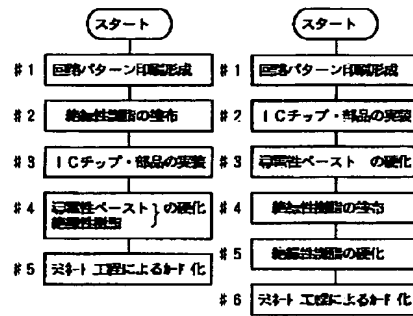 スタート
#1 回路パターン印刷形成
#2 絶縁性樹脂の塗布
#3 ICチップ・部品の実装
#4 導電性ペースト
絶縁性樹脂 } の硬化
#5 ラミネート工程によるカード化
スタート
#1 回路パターン印刷形成
#2 ICチップ・部品の実装
#3 導電性ペースト の硬化
#4 絶縁性樹脂の塗布
#5 絶縁性樹脂の硬化
#6 ラミネート工程によるカード化